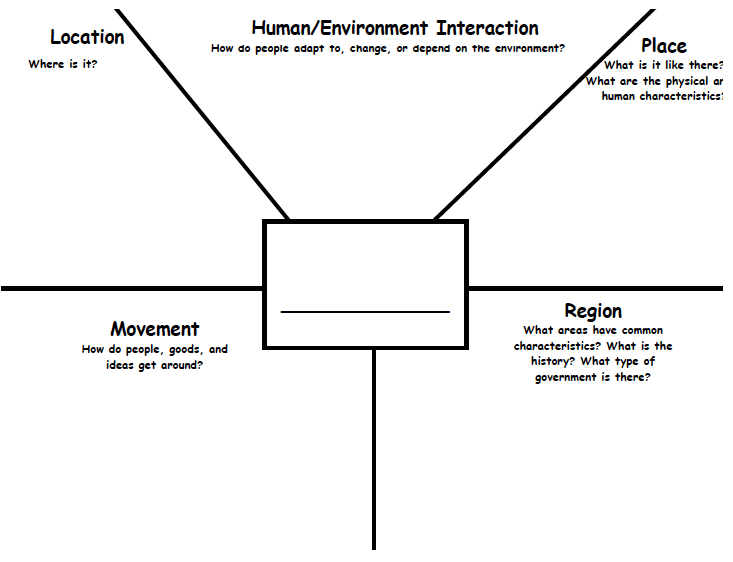 Location
Where is it?
Human/Environment Interaction
How do people adapt to, change, or depend on the environment?
Place
What is it like there?
What are the physical
human characteristics?
Movement
How do people, goods, and
ideas get around?
Region
What areas have common
characteristics? What is the
history? What type of
government is there?